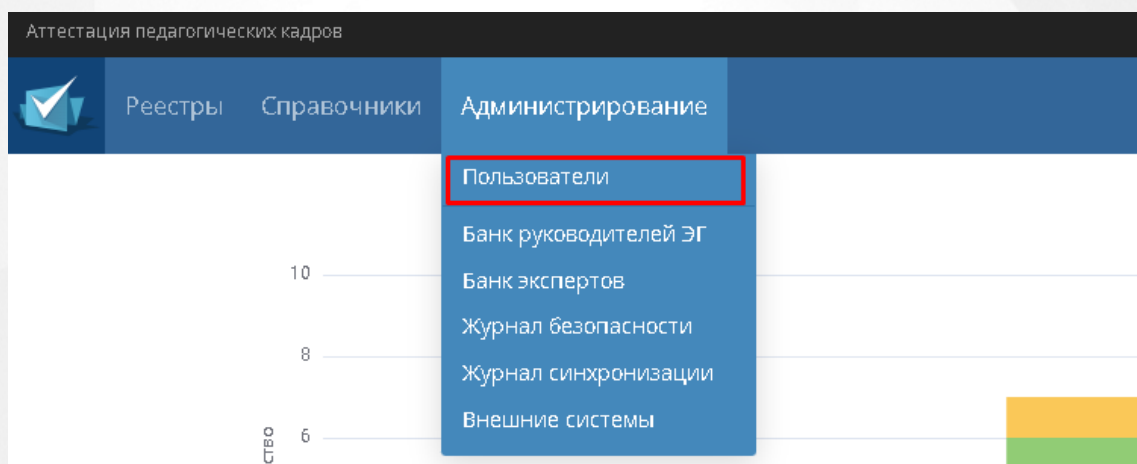 Аттестация педагогических кадров
Реестры Справочники Администрирование
Пользователи
Банк руководителей ЭГ
Банк экспертов
Журнал безопасности
Журнал синхронизации
Внешние системы
10
8
6